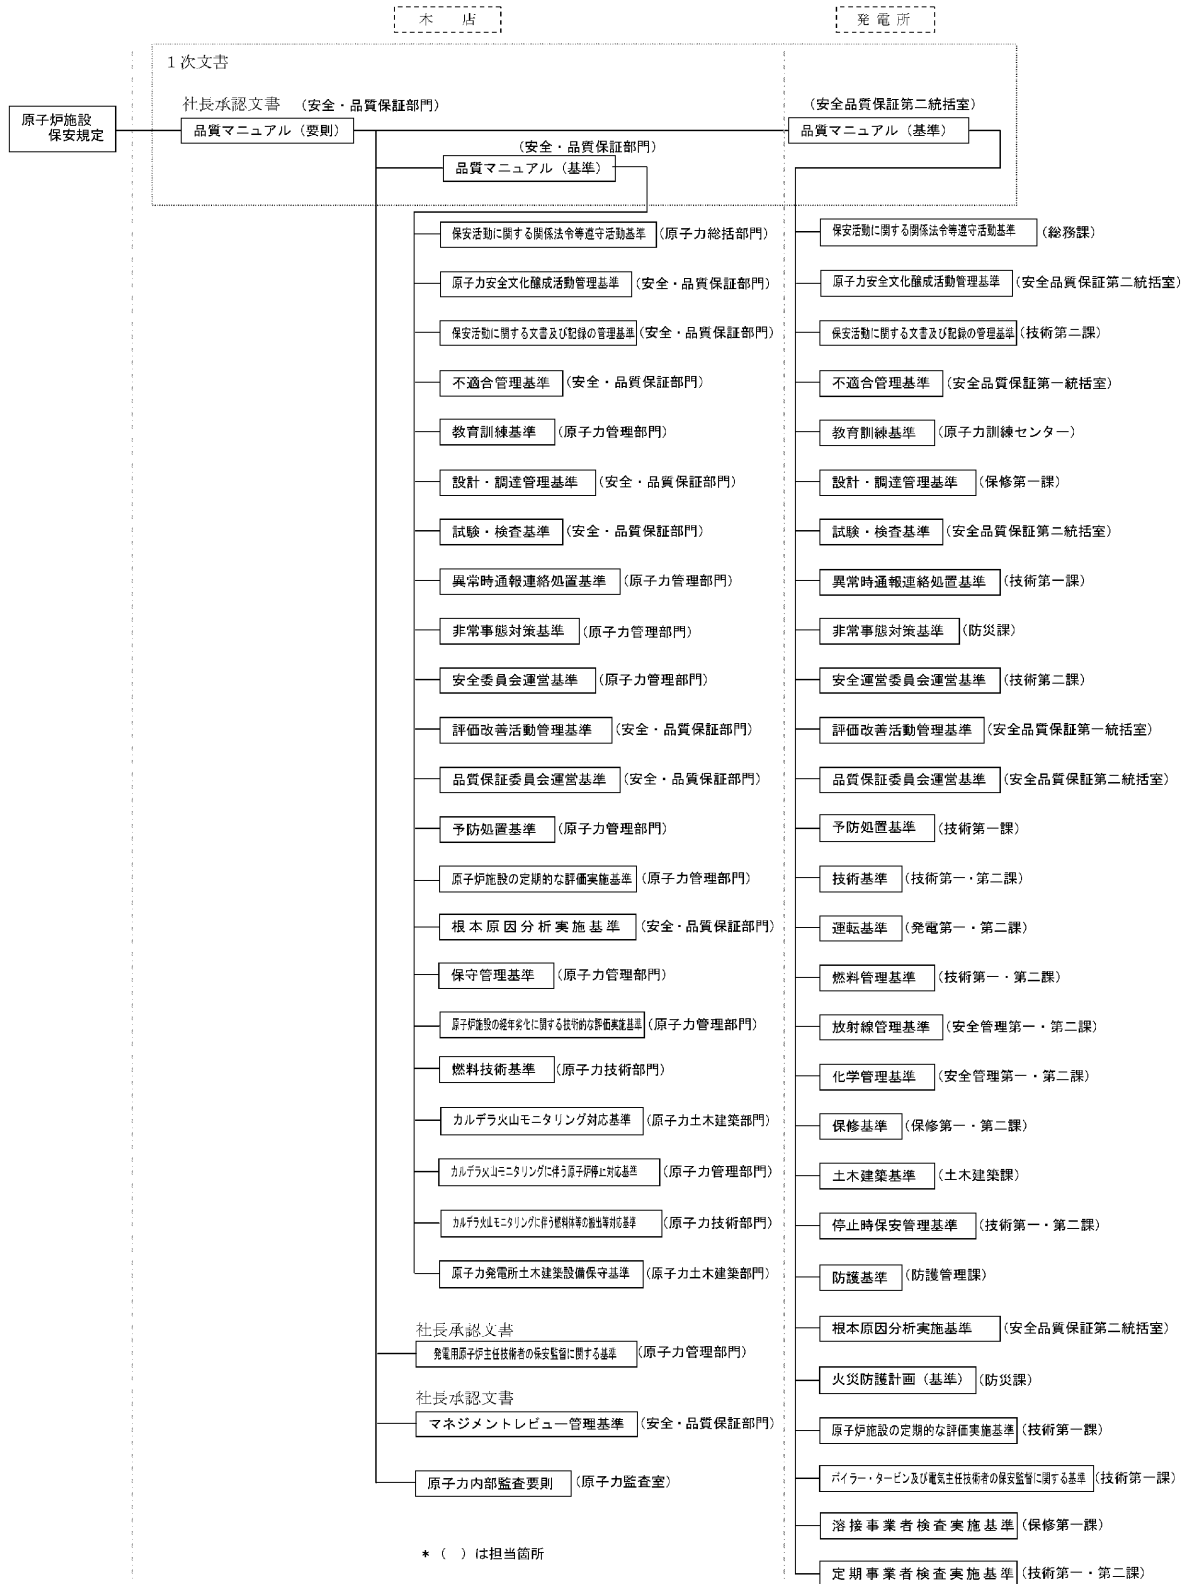 本　店
発電所
1次文書
社長承認文書 (安全・品質保証部門)
(安全品質保証第二統括室)
原子炉施設
保安規定
品質マニュアル (要則)
品質マニュアル (基準)
(安全・品質保証部門)
品質マニュアル (基準)
保安活動に関する関係法令等遵守活動基準 (原子力総括部門)
保安活動に関する関係法令等遵守活動基準 (総務課)
原子力安全文化醸成活動管理基準 (安全・品質保証部門)
原子力安全文化醸成活動管理基準 (安全品質保証第二統括室)
保安活動に関する文書及び記録の管理基準 (安全・品質保証部門)
保安活動に関する文書及び記録の管理基準 (技術第二課)
不適合管理基準 (安全・品質保証部門)
不適合管理基準 (安全品質保証第一統括室)
教育訓練基準 (原子力管理部門)
教育訓練基準 (原子力訓練センター)
設計・調達管理基準 (安全・品質保証部門)
設計・調達管理基準 (保修第一課)
試験・検査基準 (安全・品質保証部門)
試験・検査基準 (安全品質保証第二統括室)
異常時通報連絡処置基準 (原子力管理部門)
異常時通報連絡処置基準 (技術第一課)
非常事態対策基準 (原子力管理部門)
非常事態対策基準 (防災課)
安全委員会運営基準 (原子力管理部門)
安全運営委員会運営基準 (技術第二課)
評価改善活動管理基準 (安全・品質保証部門)
評価改善活動管理基準 (安全品質保証第一統括室)
品質保証委員会運営基準 (安全・品質保証部門)
品質保証委員会運営基準 (安全品質保証第二統括室)
予防処置基準 (原子力管理部門)
予防処置基準 (技術第一課)
原子炉施設の定期的な評価実施基準 (原子力管理部門)
技術基準 (技術第一・第二課)
根本原因分析実施基準 (安全・品質保証部門)
運転基準 (発電第一・第二課)
保守管理基準 (原子力管理部門)
燃料管理基準 (技術第一・第二課)
原子炉施設の経年劣化に関する技術的な評価実施基準 (原子力管理部門)
放射線管理基準 (安全管理第一・第二課)
燃料技術基準 (原子力技術部門)
化学管理基準 (安全管理第一・第二課)
カルデラ火山モニタリング対応基準 (原子力土木建築部門)
保修基準 (保修第一・第二課)
カルデラ火山モニタリングに伴う原子炉停止対応基準 (原子力管理部門)
土木建築基準 (土木建築課)
カルデラ火山モニタリングに伴う燃料体等の搬出等対応基準 (原子力技術部門)
停止時保安管理基準 (技術第一・第二課)
原子力発電所土木建築設備保守基準 (原子力土木建築部門)
防護基準 (防護管理課)
社長承認文書
根本原因分析実施基準 (安全品質保証第二統括室)
発電用原子炉主任技術者の保安監督に関する基準 (原子力管理部門)
火災防護計画 (基準) (防災課)
社長承認文書
マネジメントレビュー管理基準 (安全・品質保証部門)
原子炉施設の定期的な評価実施基準 (技術第一課)
原子力内部監査要則 (原子力監査室)
ボイラー・タービン及び電気主任技術者の保安監督に関する基準 (技術第一課)
溶接事業者検査実施基準 (保修第一課)
* (　) は担当箇所
定期事業者検査実施基準 (技術第一・第二課)